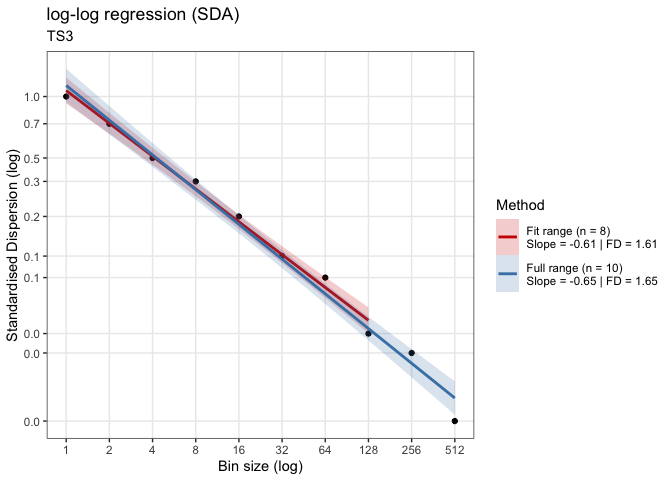 log-log regression (SDA)
TS3
Standardised Dispersion (log)
1.0
0.7
0.5
0.3
0.2
0.1
0.1
0.0
0.0
0.0
1 2 4 8 16 32 64 128 256 512
Bin size (log)
Method
Fit range (n = 8)
Slope = -0.61 | FD = 1.61
Full range (n = 10)
Slope = -0.65 | FD = 1.65